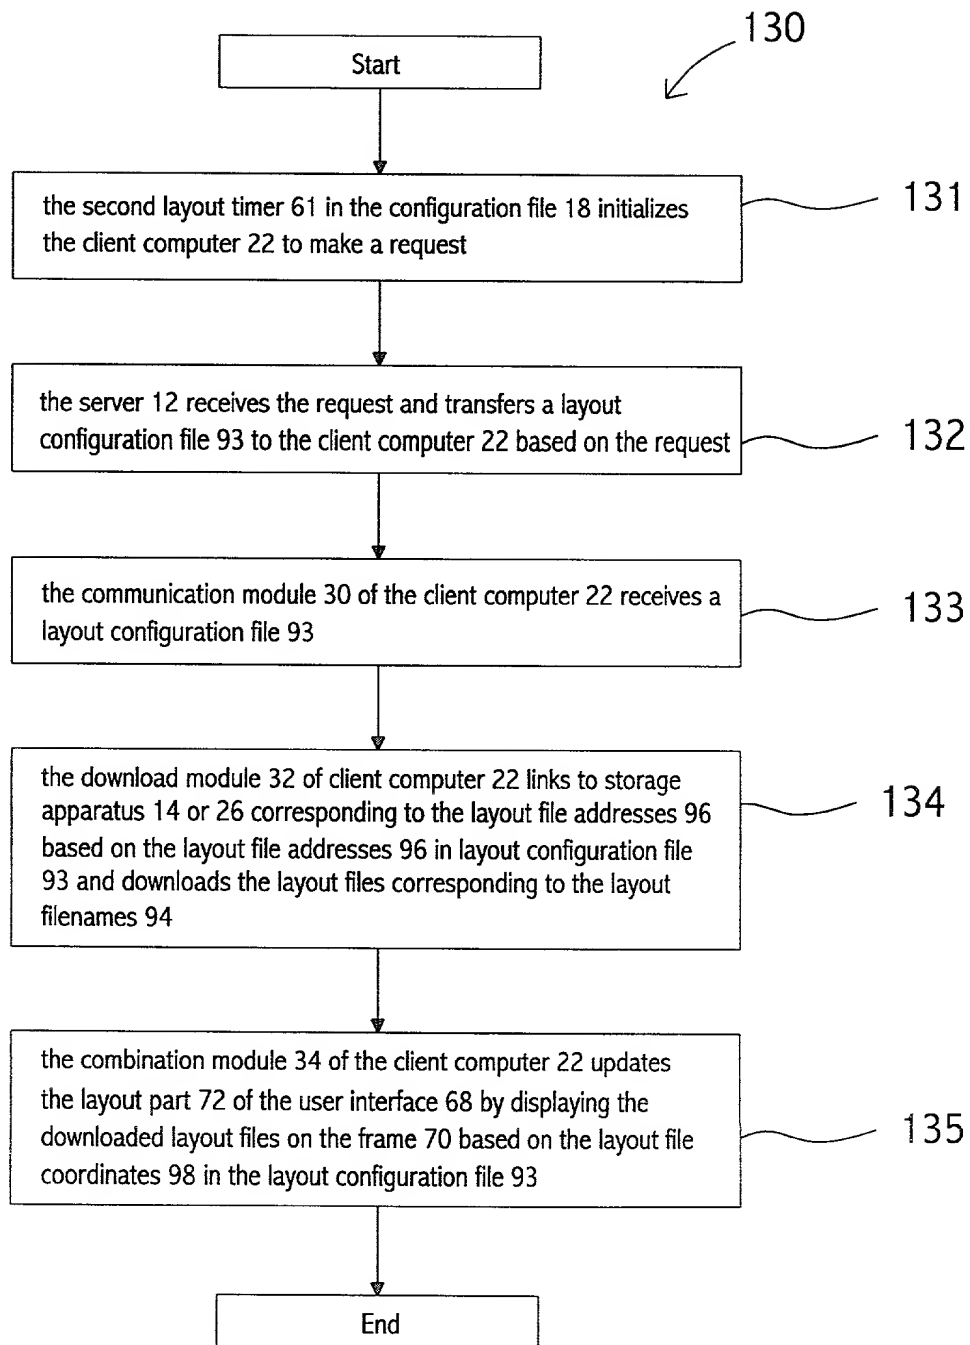 130
Start
the second layout timer 61 in the configuration file 18 initializes
the client computer 22 to make a request
131
the server 12 receives the request and transfers a layout
configuration file 93 to the client computer 22 based on the request
132
the communication module 30 of the client computer 22 receives a
layout configuration file 93
133
the download module 32 of client computer 22 links to storage
apparatus 14 or 26 corresponding to the layout file addresses 96
based on the layout file addresses 96 in layout configuration file
93 and downloads the layout files corresponding to the layout
filenames 94
134
the combination module 34 of the client computer 22 updates
the layout part 72 of the user interface 68 by displaying the
downloaded layout files on the frame 70 based on the layout file
coordinates 98 in the layout configuration file 93
135
End